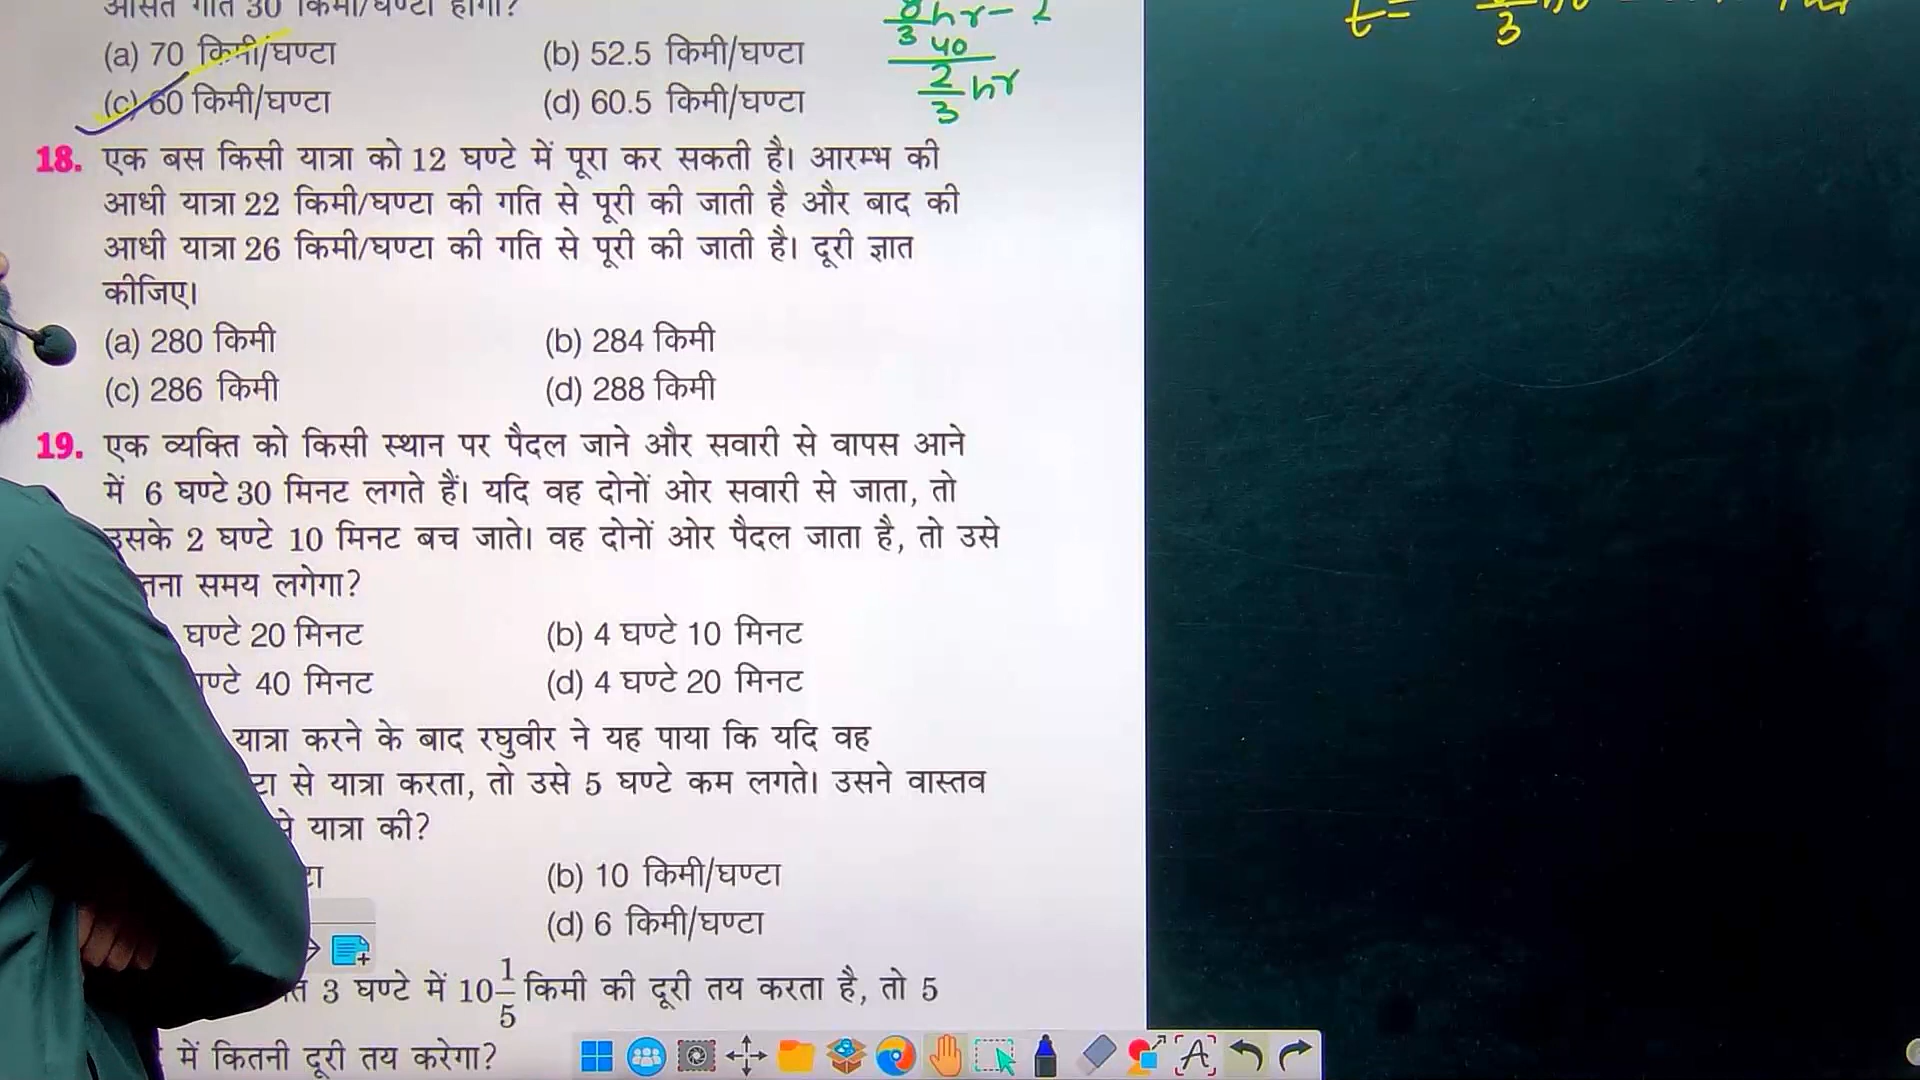 औसत गति 30 किमी/घण्टा होगी?
(a) 70 किमी/घण्टा (b) 52.5 किमी/घण्टा
(c) 60 किमी/घण्टा (d) 60.5 किमी/घण्टा
40
2/3 hr
18. एक बस किसी यात्रा को 12 घण्टे में पूरा कर सकती है। आरम्भ की
आधी यात्रा 22 किमी/घण्टा की गति से पूरी की जाती है और बाद की
आधी यात्रा 26 किमी/घण्टा की गति से पूरी की जाती है। दूरी ज्ञात
कीजिए।
(a) 280 किमी (b) 284 किमी
(c) 286 किमी (d) 288 किमी
19. एक व्यक्ति को किसी स्थान पर पैदल जाने और सवारी से वापस आने
में 6 घण्टे 30 मिनट लगते हैं। यदि वह दोनों ओर सवारी से जाता, तो
उसके 2 घण्टे 10 मिनट बच जाते। वह दोनों ओर पैदल जाता है, तो उसे
समय लगेगा?
घण्टे 20 मिनट (b) 4 घण्टे 10 मिनट
40 मिनट (d) 4 घण्टे 20 मिनट
यात्रा करने के बाद रघुवीर ने यह पाया कि यदि वह
से यात्रा करता, तो उसे 5 घण्टे कम लगते। उसने वास्तव
यात्रा की?
(b) 10 किमी/घण्टा
(d) 6 किमी/घण्टा
3 घण्टे में 10 1/5 किमी की दूरी तय करता है, तो 5
में कितनी दूरी तय करेगा?